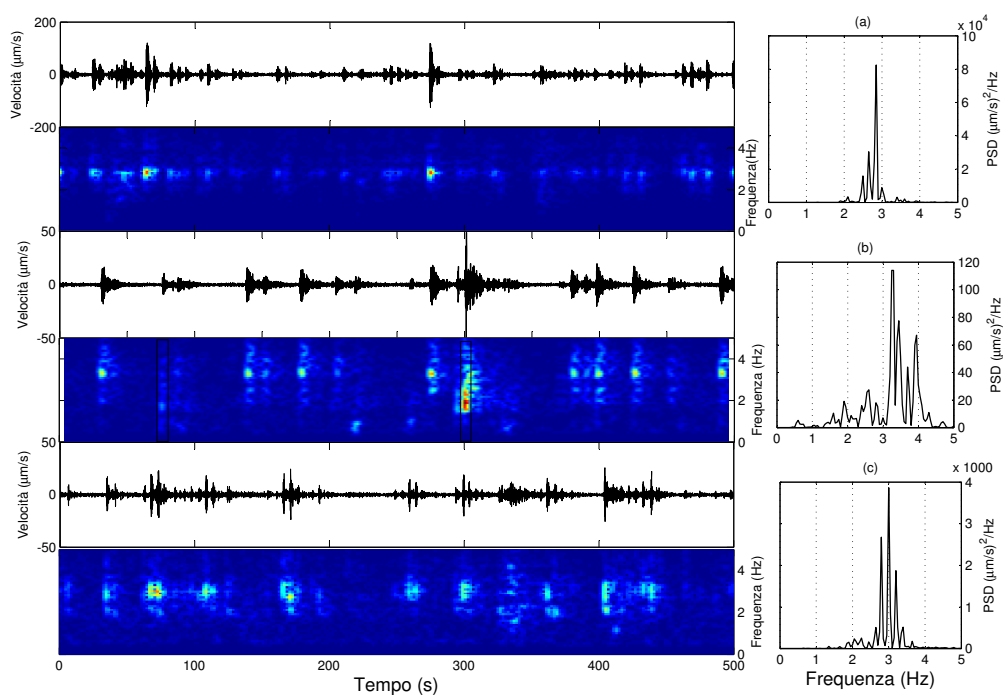 200
0
-200
Velocità (µm/s)
4
2
0
Frequenza(Hz)
50
0
-50
Velocità (µm/s)
4
2
0
Frequenza (Hz)
50
0
-50
Velocità (µm/s)
4
2
0
Frequenza (Hz)
0 100 200 300 400 500
Tempo (s)
(a)
x 10⁴
10
8
6
4
2
0
PSD (µm/s)²/Hz
0 1 2 3 4 5
(b)
120
100
80
60
40
20
0
PSD (µm/s)²/Hz
0 1 2 3 4 5
(c)
x 1000
4
3
2
1
0
PSD (µm/s)²/Hz
0 1 2 3 4 5
Frequenza (Hz)